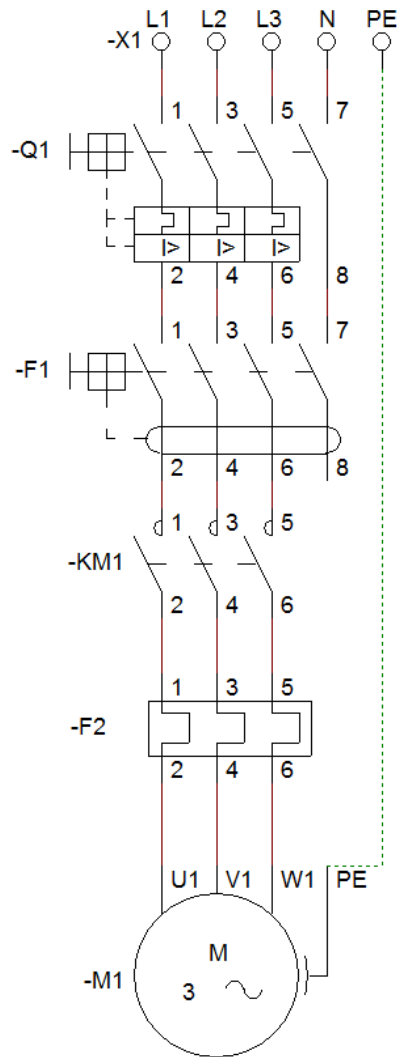 L1 L2 L3 N PE
-X1
1 3 5 7
-Q1
I> I> I>
2 4 6 8
1 3 5 7
-F1
2 4 6 8
1 3 5
-KM1
2 4 6
1 3 5
-F2
2 4 6
U1 V1 W1 PE
M
-M1
3